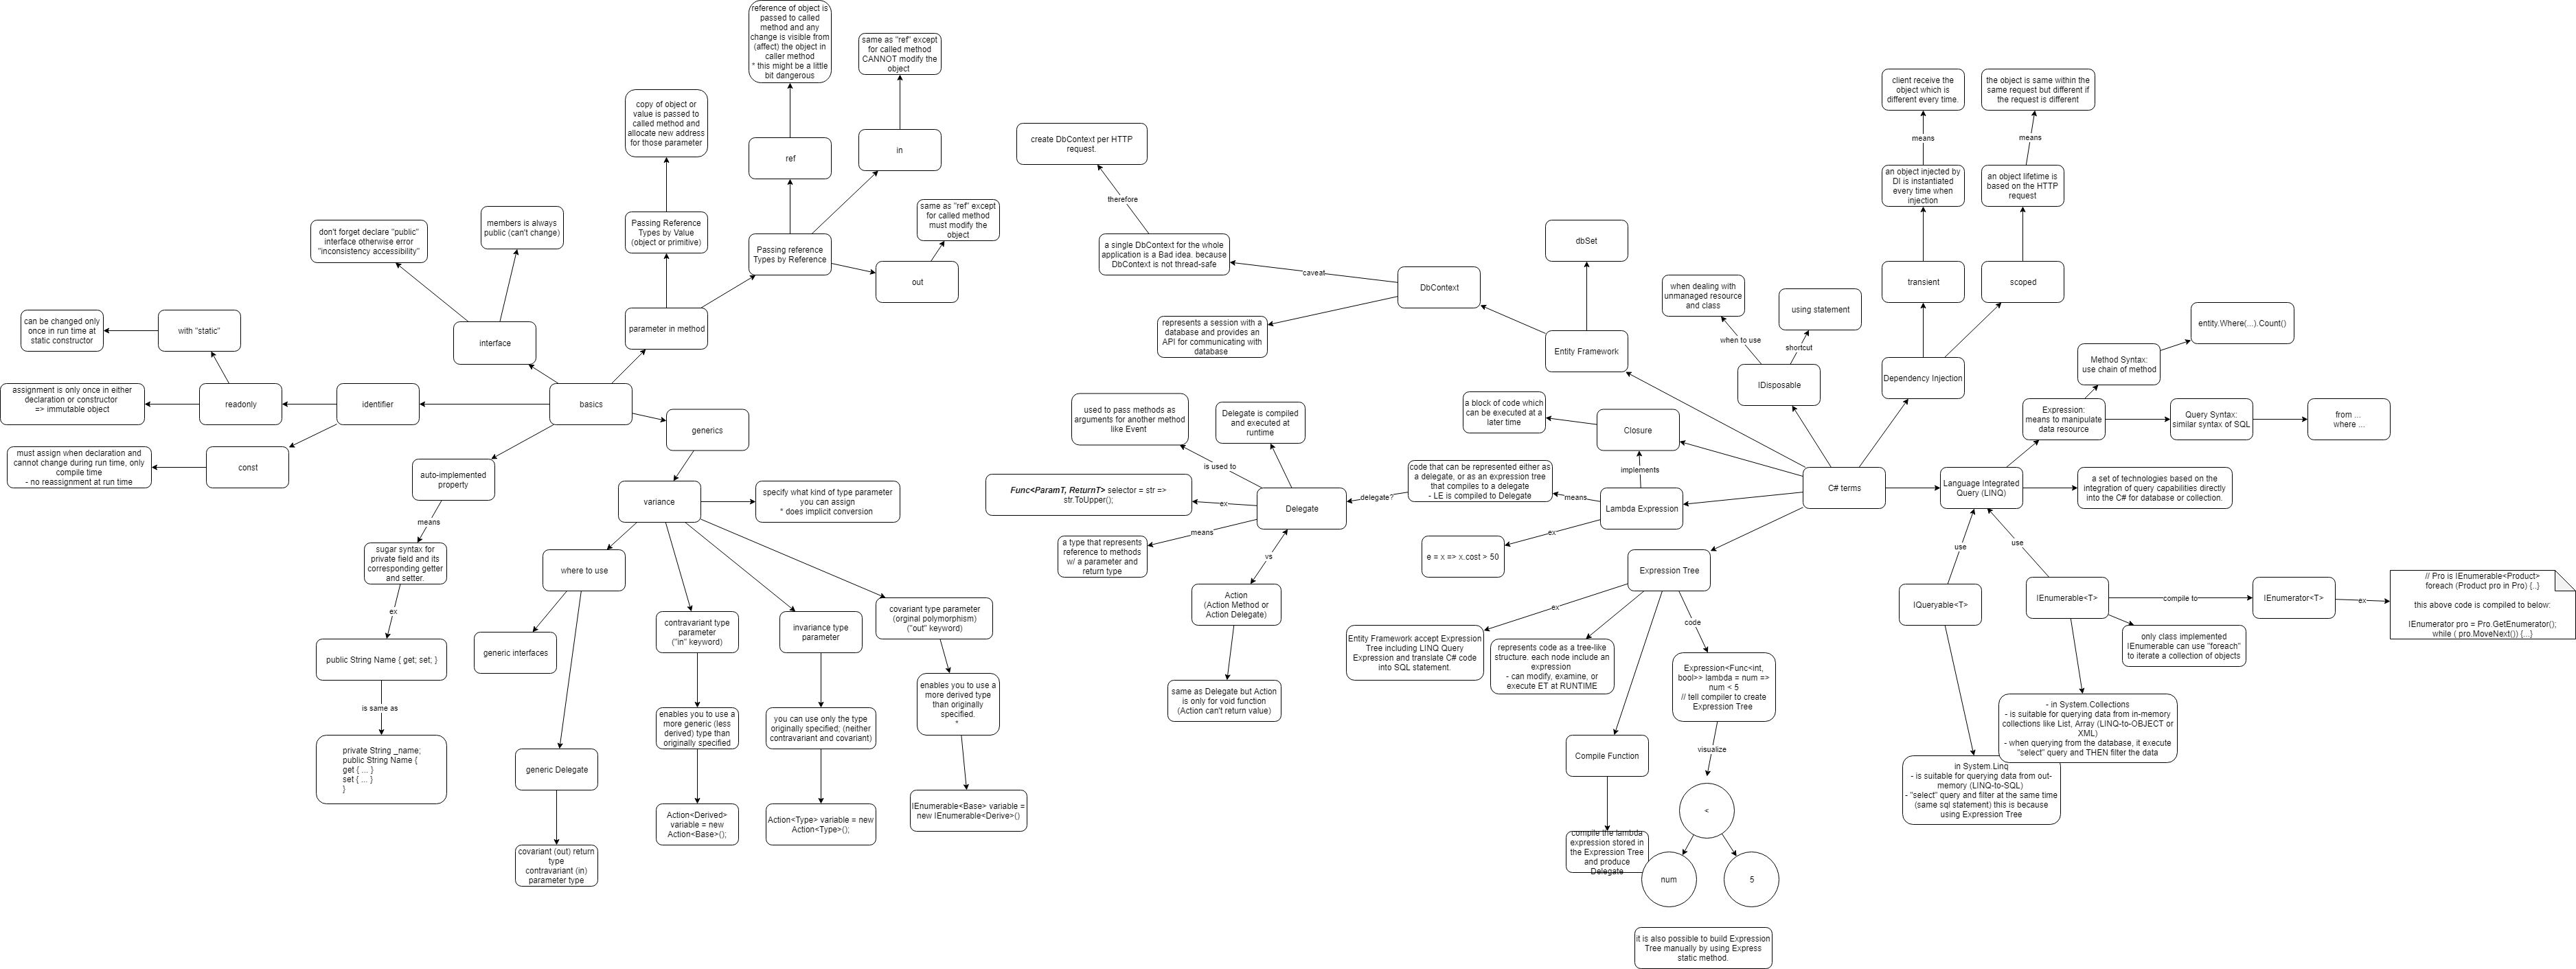 reference of object is
passed to called
method and any
change is visible from
(affect) the object in
caller method
* this might be a little
bit dangerous
same as "ref" except
for called method
CANNOT modify the
object
copy of object or
value is passed to
called method and
allocate new address
for those parameter
ref
in
same as "ref" except
for called method
must modify the
object
members is always
public (can't change)
don't forget declare "public"
interface otherwise error
"inconsistency accessibility"
Passing Reference
Types by Value
(object or primitive)
Passing reference
Types by Reference
out
can be changed only
once in run time at
static constructor
with "static"
interface
parameter in method
assignment is only once in either
declaration or constructor
=> immutable object
readonly
identifier
basics
generics
must assign when declaration and
cannot change during run time, only
compile time
- no reassignment at run time
const
auto-implemented
property
variance
specify what kind of type parameter
you can assign
* does implicit conversion
means
sugar syntax for
private field and its
corresponding getter
and setter.
where to use
ex
public String Name { get; set; }
generic interfaces
contravariant type
parameter
("in" keyword)
invariance type
parameter
covariant type parameter
(orginal polymorphism)
("out" keyword)
is same as
private String _name;
public String Name {
get { ... }
set { ... }
}
generic Delegate
enables you to use a
more generic (less
derived) type than
originally specified
you can use only the type
originally specified; (neither
contravariant and covariant)
enables you to use a
more derived type
than originally
specified.
*
covariant (out) return
type
contravariant (in)
parameter type
Action<Derived>
variable = new
Action<Base>();
Action<Type> variable = new
Action<Type>();
IEnumerable<Base> variable =
new IEnumerable<Derive>()
create DbContext per HTTP
request.
therefore
a single DbContext for the whole
application is a Bad idea. because
DbContext is not thread-safe
caveat
DbContext
dbSet
represents a session with a
database and provides an
API for communicating with
database
Entity Framework
client receive the
object which is
different every time.
the object is same within the
same request but different if
the request is different
means
means
an object injected by
DI is instantiated
every time when
injection
an object lifetime is
based on the HTTP
request
transient
scoped
when dealing with
unmanaged resource
and class
using statement
when to use
shortcut
IDisposable
Dependency Injection
entity.Where(...).Count()
Method Syntax:
use chain of method
Expression:
means to manipulate
data resource
Query Syntax:
similar syntax of SQL
from ...
where ...
used to pass methods as
arguments for another method
like Event
Delegate is compiled
and executed at
runtime
a block of code which
can be executed at a
later time
Closure
is used to
implements
Func<ParamT, ReturnT> selector = str =>
str.ToUpper();
ex
Delegate
delegate?
code that can be represented either as
a delegate, or as an expression tree
that compiles to a delegate
- LE is compiled to Delegate
means
Lambda Expression
C# terms
Language Integrated
Query (LINQ)
a set of technologies based on the
integration of query capabilities directly
into the C# for database or collection.
means
a type that represents
reference to methods
w/ a parameter and
return type
vs
ex
e = x => x.cost > 50
Expression Tree
use
use
Action
(Action Method or
Action Delegate)
same as Delegate but Action
is only for void function
(Action can't return value)
ex
code
Entity Framework accept Expression
Tree including LINQ Query
Expression and translate C# code
into SQL statement.
represents code as a tree-like
structure. each node include an
expression
- can modify, examine, or
execute ET at RUNTIME
Expression<Func<int,
bool>> lambda = num =>
num < 5
// tell compiler to create
Expression Tree
visualize
Compile Function
compile the lambda
expression stored in
the Expression Tree
and produce
Delegate
<
num
5
it is also possible to build Expression
Tree manually by using Express
static method.
IQueryable<T>
IEnumerable<T>
compile to
IEnumerator<T>
ex
// Pro is IEnumerable<Product>
foreach (Product pro in Pro) {..}
this above code is compiled to below:
IEnumerator pro = Pro.GetEnumerator();
while ( pro.MoveNext()) {...}
only class implemented
IEnumerable can use "foreach"
to iterate a collection of objects
- in System.Collections
- is suitable for querying data from in-memory
collections like List, Array (LINQ-to-OBJECT or
XML)
- when querying from the database, it execute
"select" query and THEN filter the data
in System.Linq
- is suitable for querying data from out-
memory (LINQ-to-SQL)
- "select" query and filter at the same time
(same sql statement) this is because
using Expression Tree